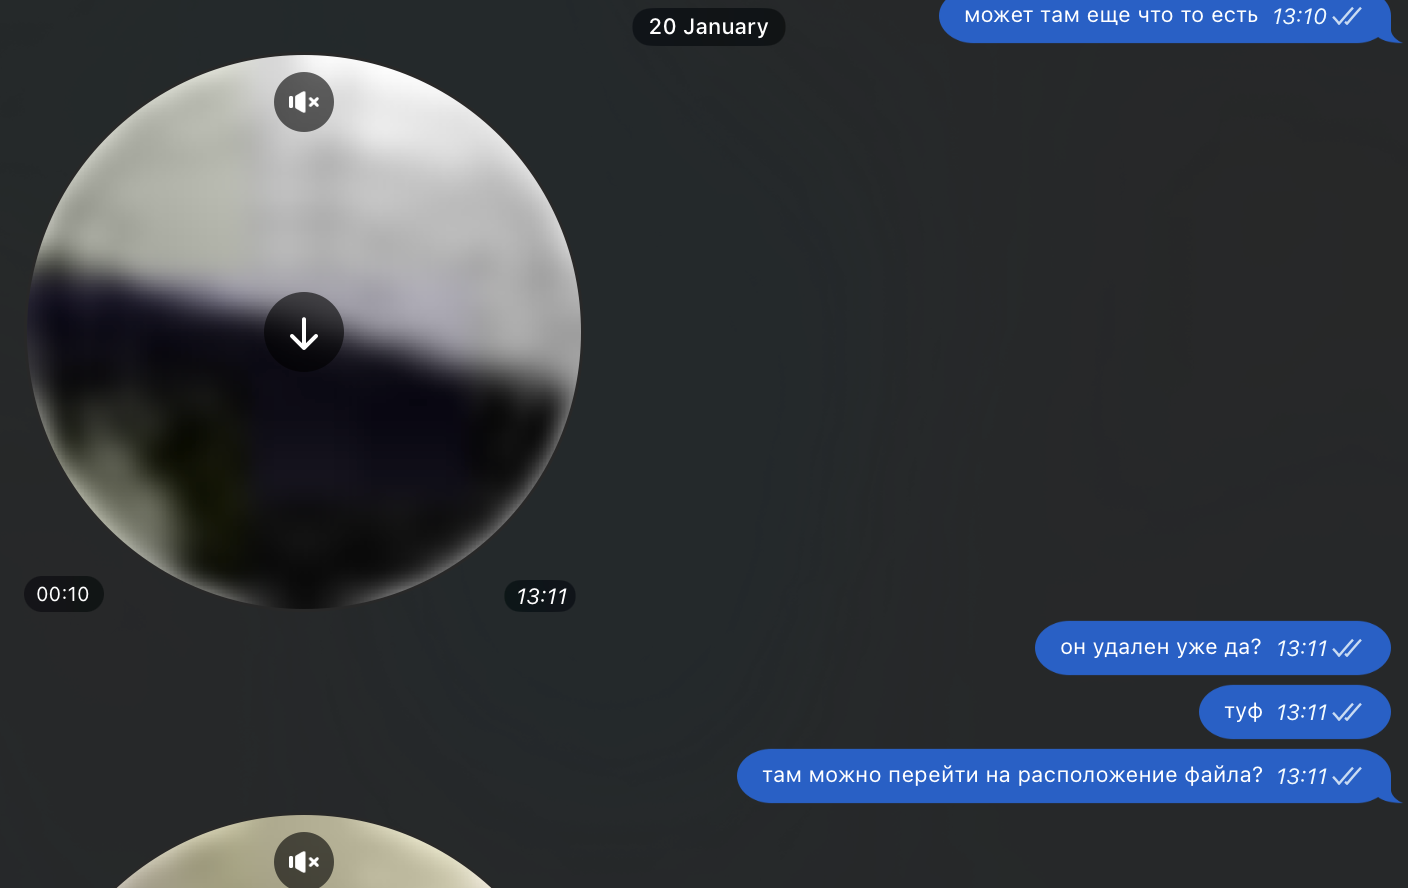 может там еще что то есть 13:10
20 January
00:10
13:11
он удален уже да? 13:11
туф 13:11
там можно перейти на расположение файла? 13:11